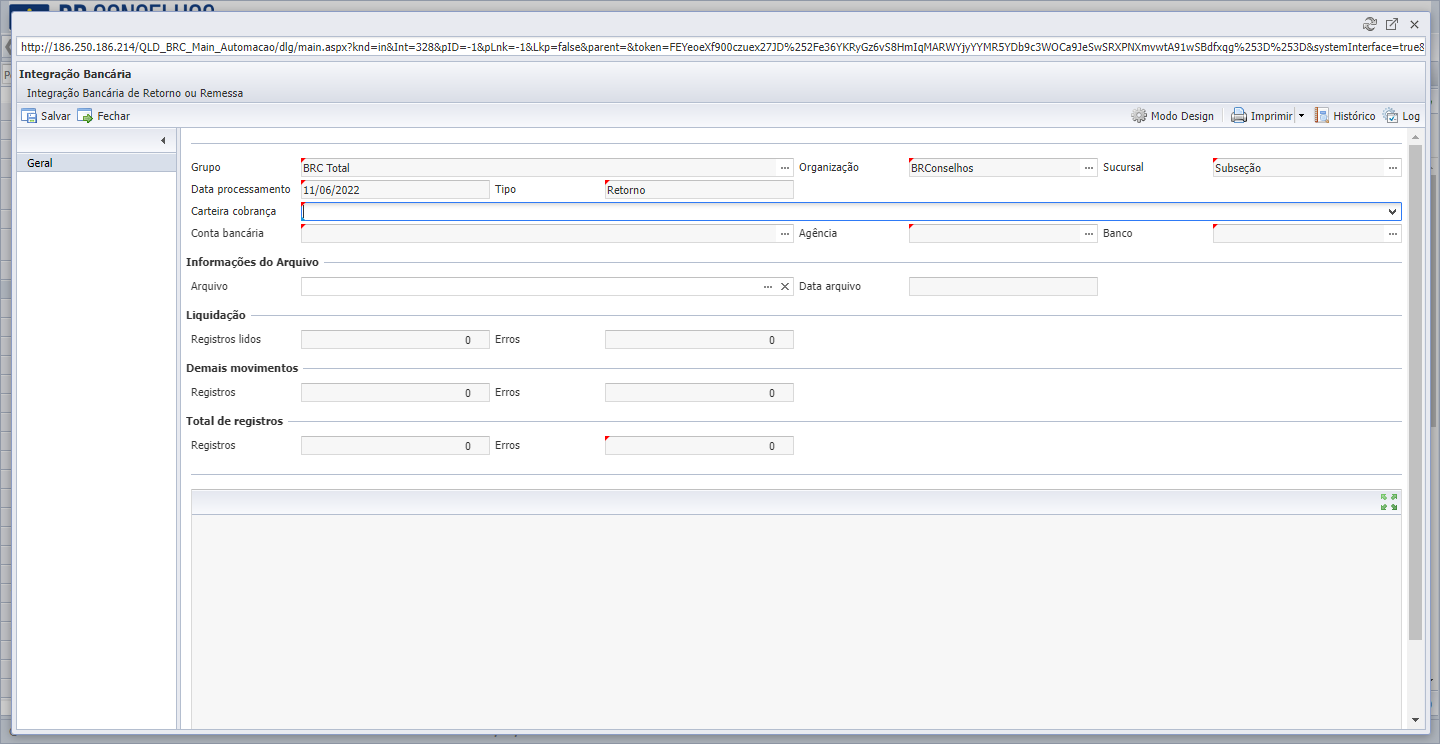 BR CONSELHOS
http://186.250.186.214/QLD_BRC_Main_Automacao/dlg/main.aspx?knd=in&Int=328&pID=-1&pLnk=-1&Lkp=false&parent=&token=FEYeoeXf900czuex27JD%252Fe36YKRyGz6vS8HmIqMARWYjyYYMR5YDb9c3WOCa9JeSwSRXPNXmvwtA91wSBdfxqg%253D%253D&systemInterface=true&
Integração Bancária
Integração Bancária de Retorno ou Remessa
Salvar Fechar Modo Design Imprimir Histórico Log
Geral
Grupo BRC Total ... Organização BRConselhos ... Sucursal Subseção ...
Data processamento 11/06/2022 Tipo Retorno
Carteira cobrança
Conta bancária ... Agência ... Banco ...
Informações do Arquivo
Arquivo ... Data arquivo
Liquidação
Registros lidos 0 Erros 0
Demais movimentos
Registros 0 Erros 0
Total de registros
Registros 0 Erros 0